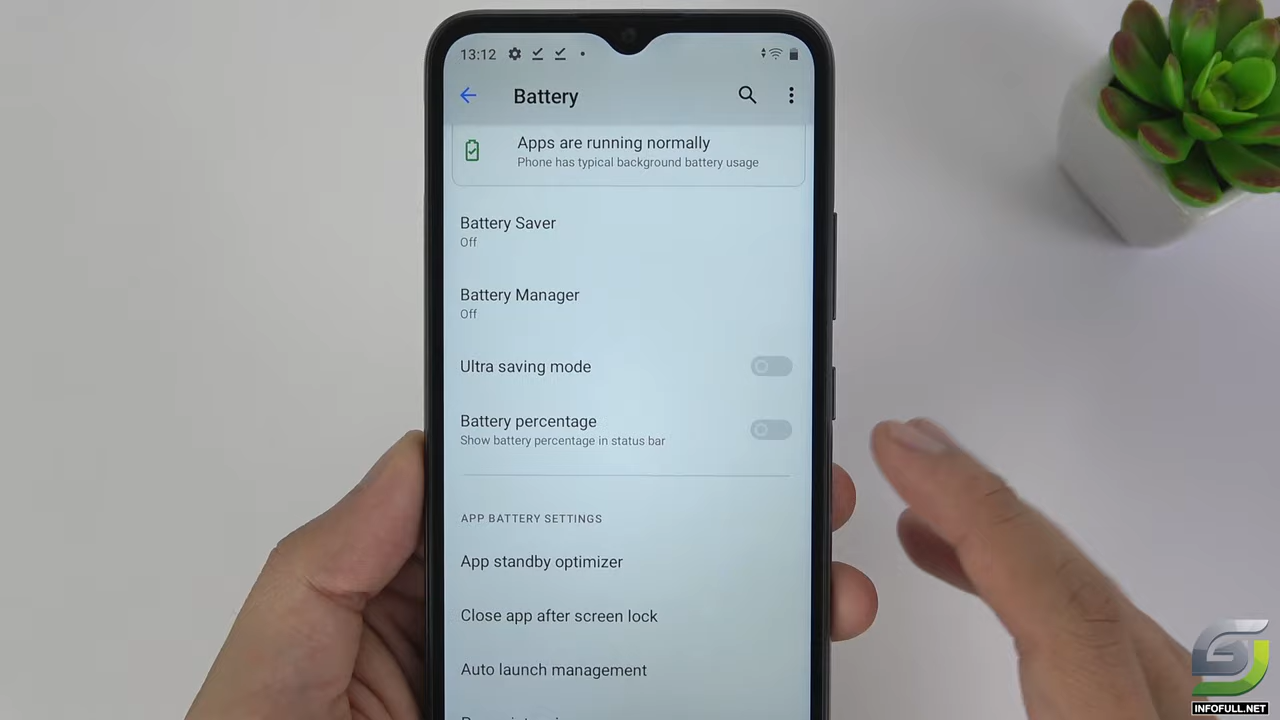 13:12
Battery
Apps are running normally
Phone has typical background battery usage
Battery Saver
Off
Battery Manager
Off
Ultra saving mode
Battery percentage
Show battery percentage in status bar
APP BATTERY SETTINGS
App standby optimizer
Close app after screen lock
Auto launch management
INFOFULL.NET